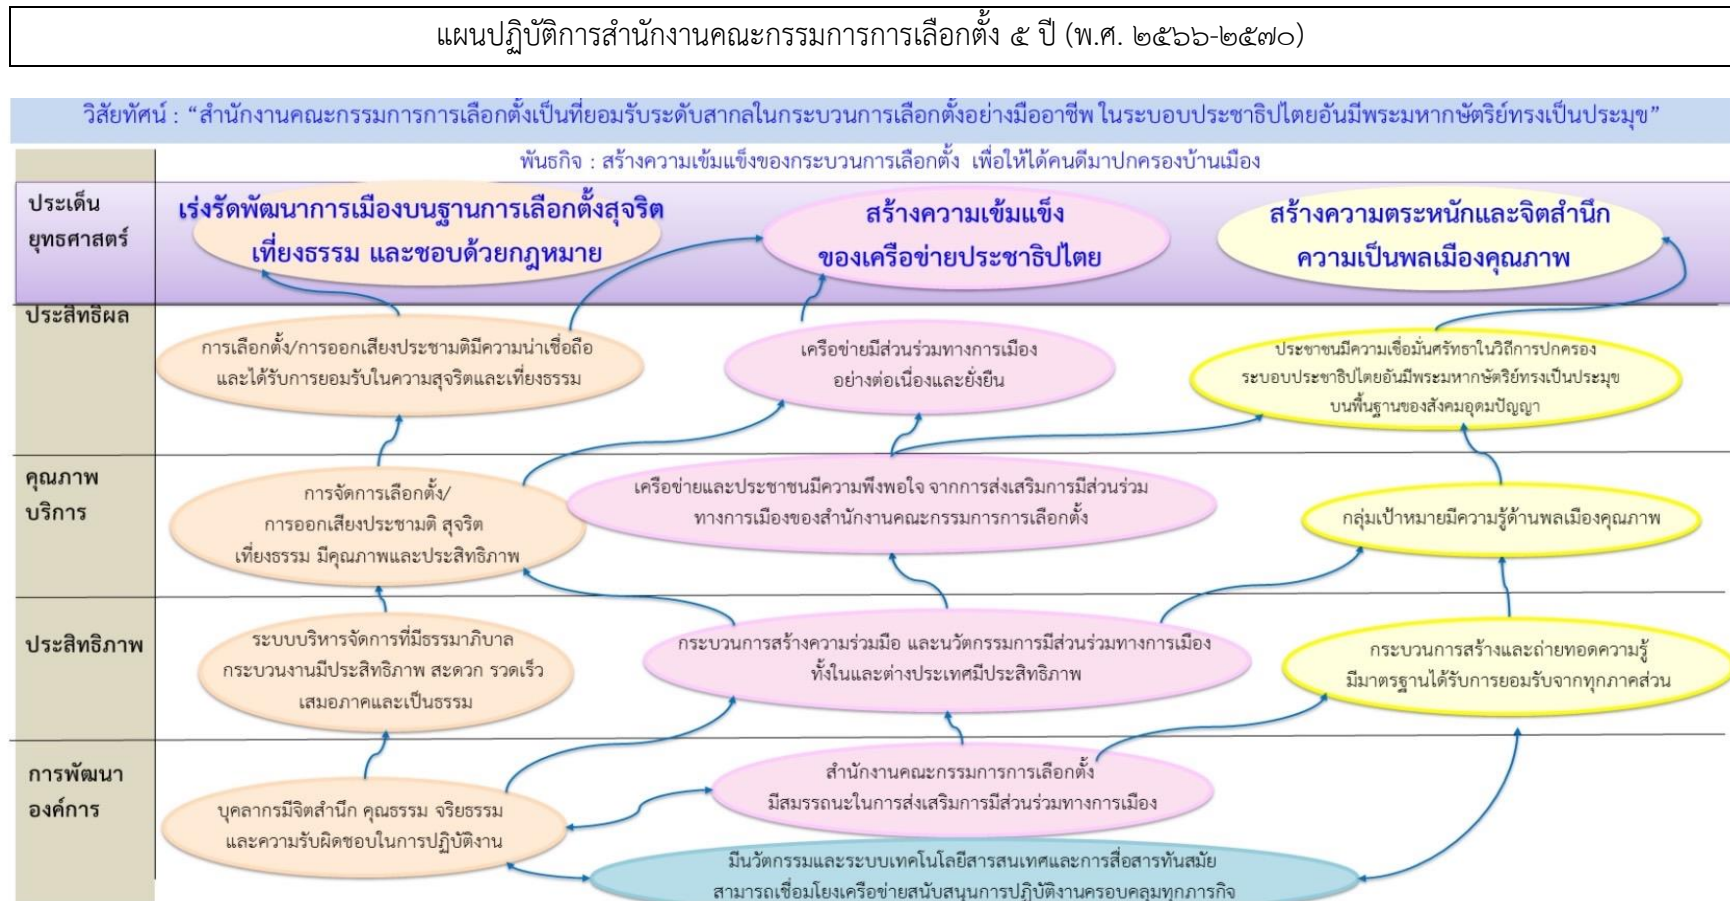 แผนปฏิบัติการสำนักงานคณะกรรมการการเลือกตั้ง ๕ ปี (พ.ศ. ๒๕๖๖-๒๕๗๐)
วิสัยทัศน์ : “สำนักงานคณะกรรมการการเลือกตั้งเป็นที่ยอมรับระดับสากลในกระบวนการเลือกตั้งอย่างมืออาชีพ ในระบอบประชาธิปไตยอันมีพระมหากษัตริย์ทรงเป็นประมุข”
พันธกิจ : สร้างความเข้มแข็งของกระบวนการเลือกตั้ง เพื่อให้ได้คนดีมาปกครองบ้านเมือง
ประเด็น
ยุทธศาสตร์
เร่งรัดพัฒนาการเมืองบนฐานการเลือกตั้งสุจริต
เที่ยงธรรม และชอบด้วยกฎหมาย
สร้างความเข้มแข็ง
ของเครือข่ายประชาธิปไตย
สร้างความตระหนักและจิตสำนึก
ความเป็นพลเมืองคุณภาพ
ประสิทธิผล
การเลือกตั้ง/การออกเสียงประชามติมีความน่าเชื่อถือ
และได้รับการยอมรับในความสุจริตและเที่ยงธรรม
เครือข่ายมีส่วนร่วมทางการเมือง
อย่างต่อเนื่องและยั่งยืน
ประชาชนมีความเชื่อมั่นศรัทธาในวิถีการปกครอง
ระบอบประชาธิปไตยอันมีพระมหากษัตริย์ทรงเป็นประมุข
บนพื้นฐานของสังคมอุดมปัญญา
คุณภาพ
บริการ
การจัดการเลือกตั้ง/
การออกเสียงประชามติ สุจริต
เที่ยงธรรม มีคุณภาพและประสิทธิภาพ
เครือข่ายและประชาชนมีความพึงพอใจ จากการส่งเสริมการมีส่วนร่วม
ทางการเมืองของสำนักงานคณะกรรมการการเลือกตั้ง
กลุ่มเป้าหมายมีความรู้ด้านพลเมืองคุณภาพ
ประสิทธิภาพ
ระบบบริหารจัดการที่มีธรรมาภิบาล
กระบวนงานมีประสิทธิภาพ สะดวก รวดเร็ว
เสมอภาคและเป็นธรรม
กระบวนการสร้างความร่วมมือ และนวัตกรรมการมีส่วนร่วมทางการเมือง
ทั้งในและต่างประเทศมีประสิทธิภาพ
กระบวนการสร้างและถ่ายทอดความรู้
มีมาตรฐานได้รับการยอมรับจากทุกภาคส่วน
การพัฒนา
องค์การ
บุคลากรมีจิตสำนึก คุณธรรม จริยธรรม
และความรับผิดชอบในการปฏิบัติงาน
สำนักงานคณะกรรมการการเลือกตั้ง
มีสมรรถนะในการส่งเสริมการมีส่วนร่วมทางการเมือง
มีนวัตกรรมและระบบเทคโนโลยีสารสนเทศและการสื่อสารทันสมัย
สามารถเชื่อมโยงเครือข่ายสนับสนุนการปฏิบัติงานครอบคลุมทุกภารกิจ